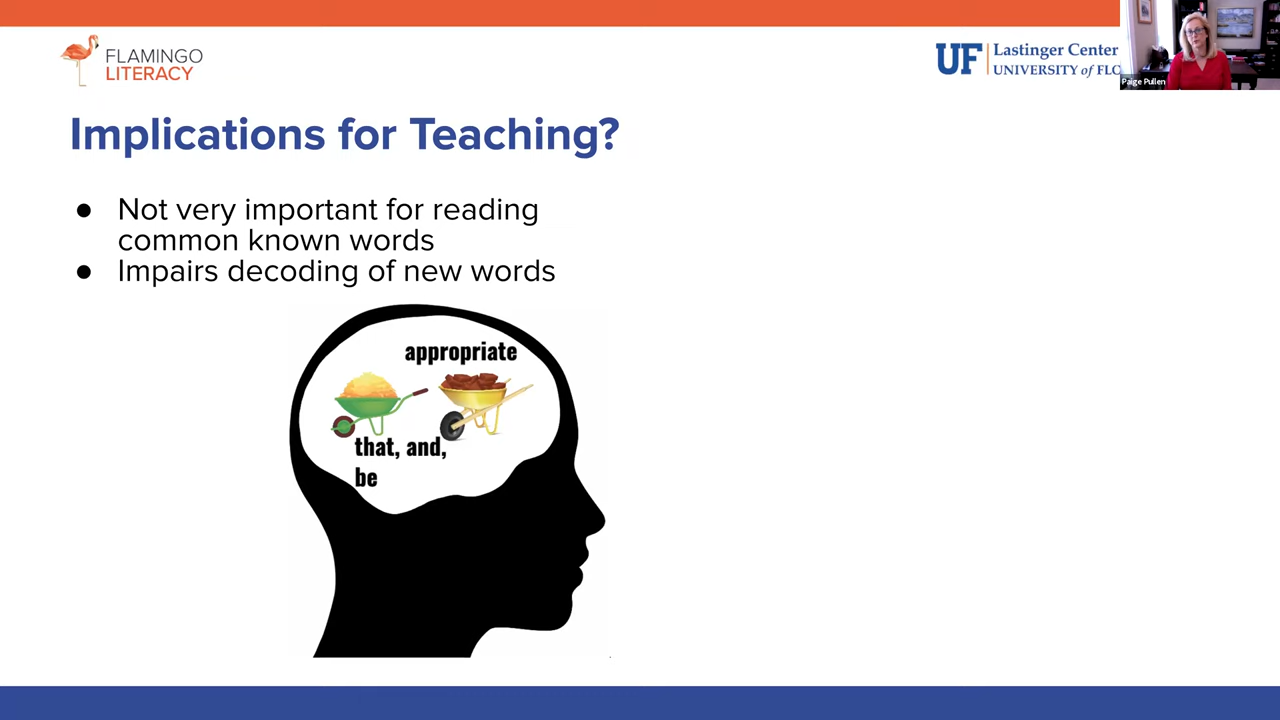 FLAMINGO
LITERACY
UF Lastinger Center
UNIVERSITY of FLO
Paige Pullen
Implications for Teaching?
● Not very important for reading
common known words
● Impairs decoding of new words
appropriate
that, and,
be